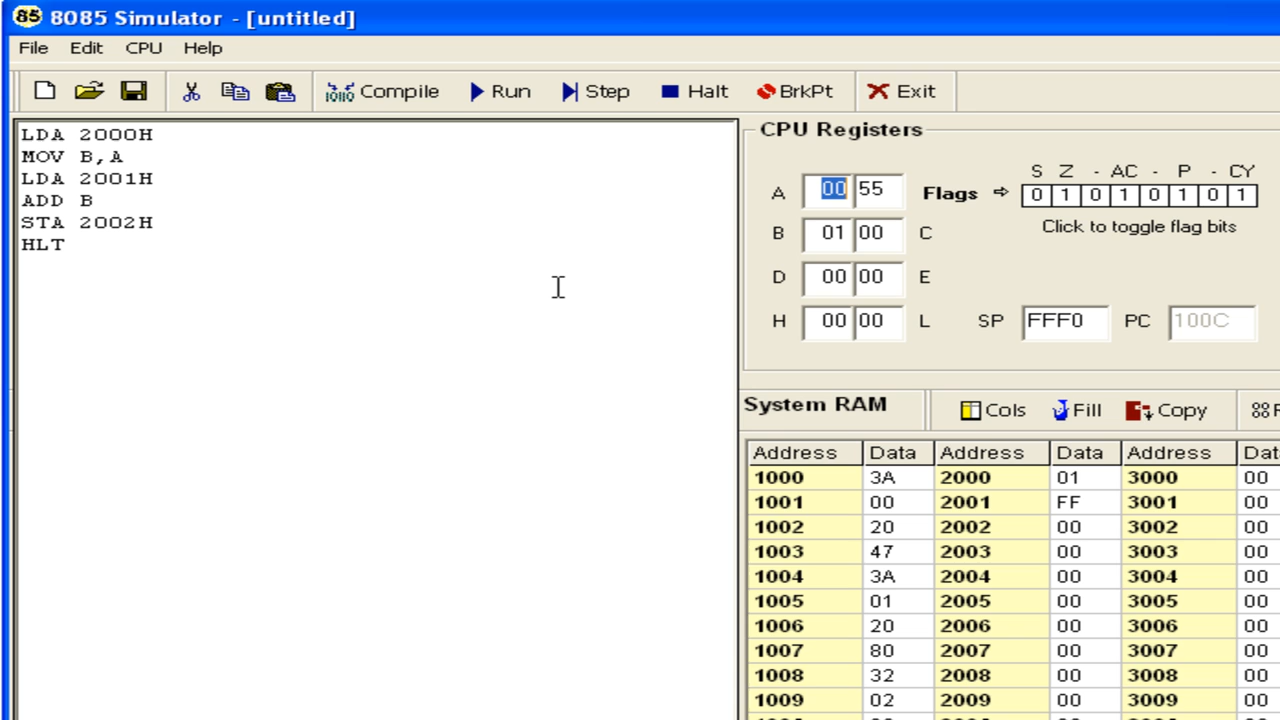 85 8085 Simulator - [untitled]
File Edit CPU Help
Compile Run Step Halt BrkPt Exit
LDA 2000H
MOV B,A
LDA 2001H
ADD B
STA 2002H
HLT
CPU Registers
S Z - AC - P - CY
A 00 55 Flags ⇨ 0 1 0 1 0 1 0 1
Click to toggle flag bits
B 01 00 C
D 00 00 E
H 00 00 L SP FFF0 PC 100C
System RAM Cols Fill Copy
Address Data Address Data Address Dat
1000 3A 2000 01 3000 00
1001 00 2001 FF 3001 00
1002 20 2002 00 3002 00
1003 47 2003 00 3003 00
1004 3A 2004 00 3004 00
1005 01 2005 00 3005 00
1006 20 2006 00 3006 00
1007 80 2007 00 3007 00
1008 32 2008 00 3008 00
1009 02 2009 00 3009 00